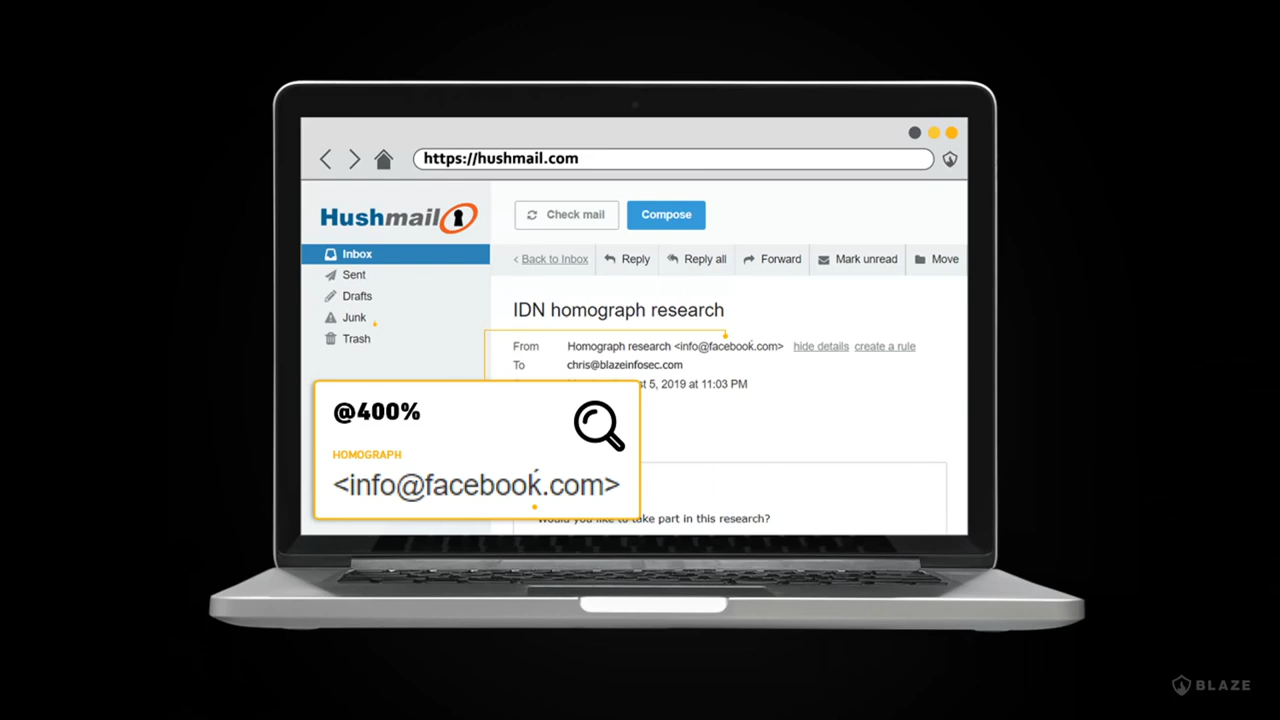 https://hushmail.com
Hushmail
Check mail
Compose
Inbox
Sent
Drafts
Junk
Trash
Back to Inbox
Reply
Reply all
Forward
Mark unread
Move
IDN homograph research
From Homograph research <info@facebooḱ.com> hide details create a rule
To chris@blazeinfosec.com
5, 2019 at 11:03 PM
@400%
HOMOGRAPH
<info@facebooḱ.com>
Would you like to take part in this research?
BLAZE